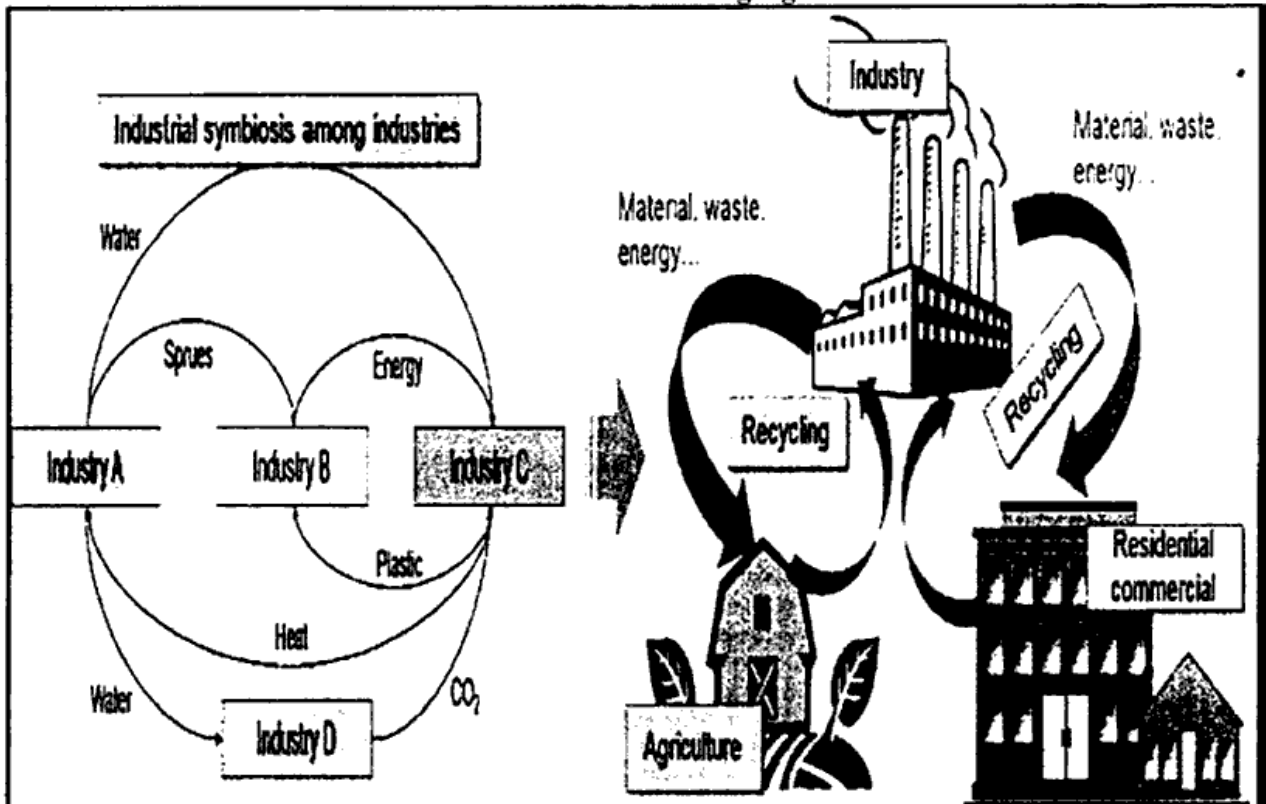 Industrial symbiosis among industries
Water
Sprues
Energy
Industry A
Industry B
Industry C
Plastic
Heat
Water
CO₂
Industry D
Industry
Material, waste,
energy...
Material, waste,
energy...
Recycling
Recycling
Residential
commercial
Agriculture